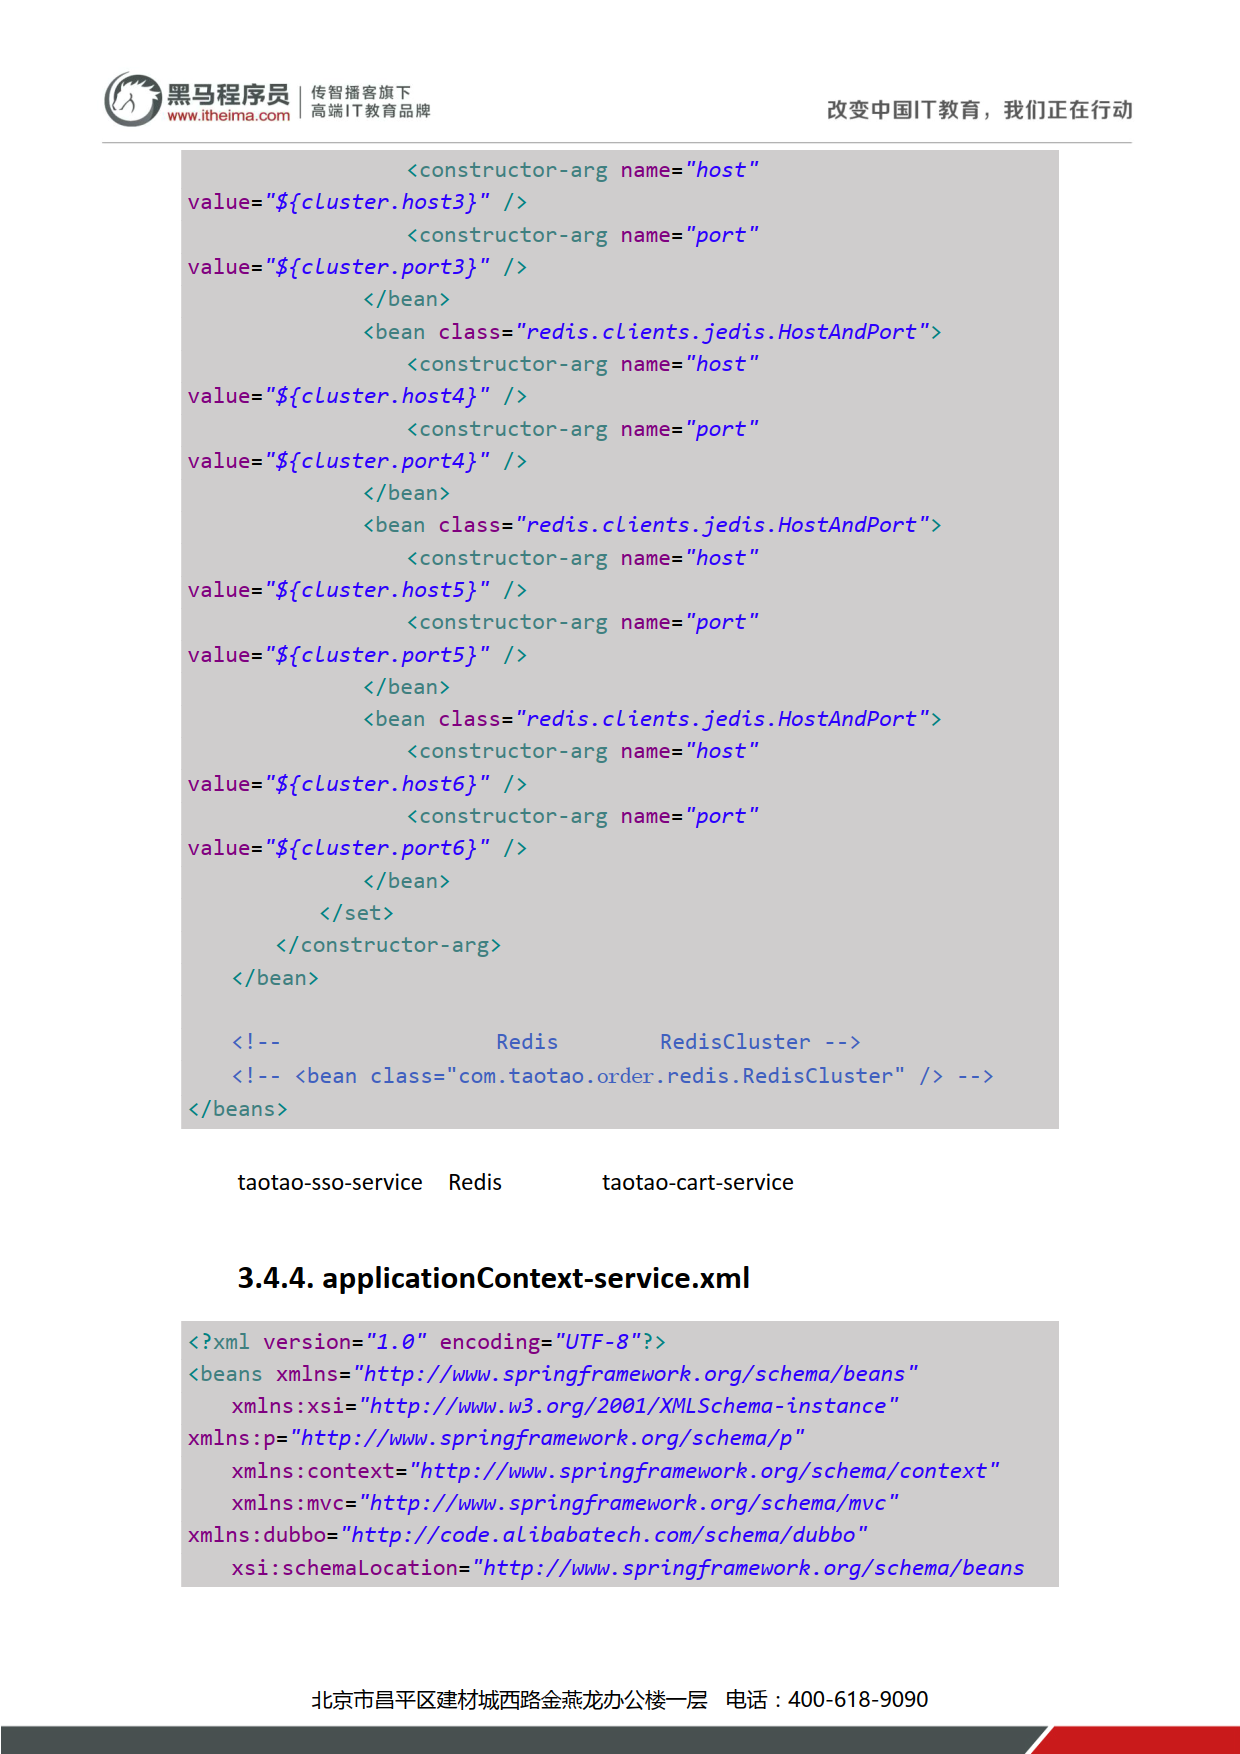 黑马程序员
www.itheima.com
传智播客旗下
高端IT教育品牌
改变中国IT教育，我们正在行动
<constructor-arg name="host"
value="${cluster.host3}" />
<constructor-arg name="port"
value="${cluster.port3}" />
</bean>
<bean class="redis.clients.jedis.HostAndPort">
<constructor-arg name="host"
value="${cluster.host4}" />
<constructor-arg name="port"
value="${cluster.port4}" />
</bean>
<bean class="redis.clients.jedis.HostAndPort">
<constructor-arg name="host"
value="${cluster.host5}" />
<constructor-arg name="port"
value="${cluster.port5}" />
</bean>
<bean class="redis.clients.jedis.HostAndPort">
<constructor-arg name="host"
value="${cluster.host6}" />
<constructor-arg name="port"
value="${cluster.port6}" />
</bean>
</set>
</constructor-arg>
</bean>
<!-- Redis RedisCluster -->
<!-- <bean class="com.taotao.order.redis.RedisCluster" /> -->
</beans>
taotao-sso-service Redis taotao-cart-service
3.4.4. applicationContext-service.xml
<?xml version="1.0" encoding="UTF-8"?>
<beans xmlns="http://www.springframework.org/schema/beans"
xmlns:xsi="http://www.w3.org/2001/XMLSchema-instance"
xmlns:p="http://www.springframework.org/schema/p"
xmlns:context="http://www.springframework.org/schema/context"
xmlns:mvc="http://www.springframework.org/schema/mvc"
xmlns:dubbo="http://code.alibabatech.com/schema/dubbo"
xsi:schemaLocation="http://www.springframework.org/schema/beans
北京市昌平区建材城西路金燕龙办公楼一层 电话：400-618-9090